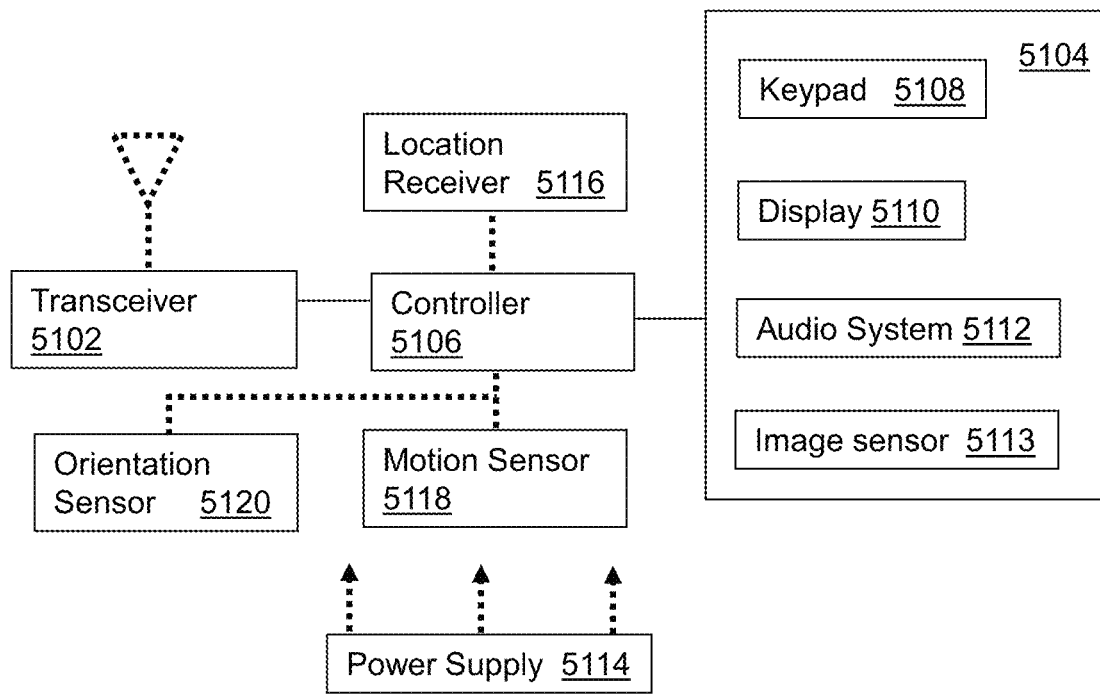 5104
Keypad 5108
Location
Receiver 5116
Display 5110
Transceiver
5102
Controller
5106
Audio System 5112
Image sensor 5113
Orientation
Sensor 5120
Motion Sensor
5118
Power Supply 5114